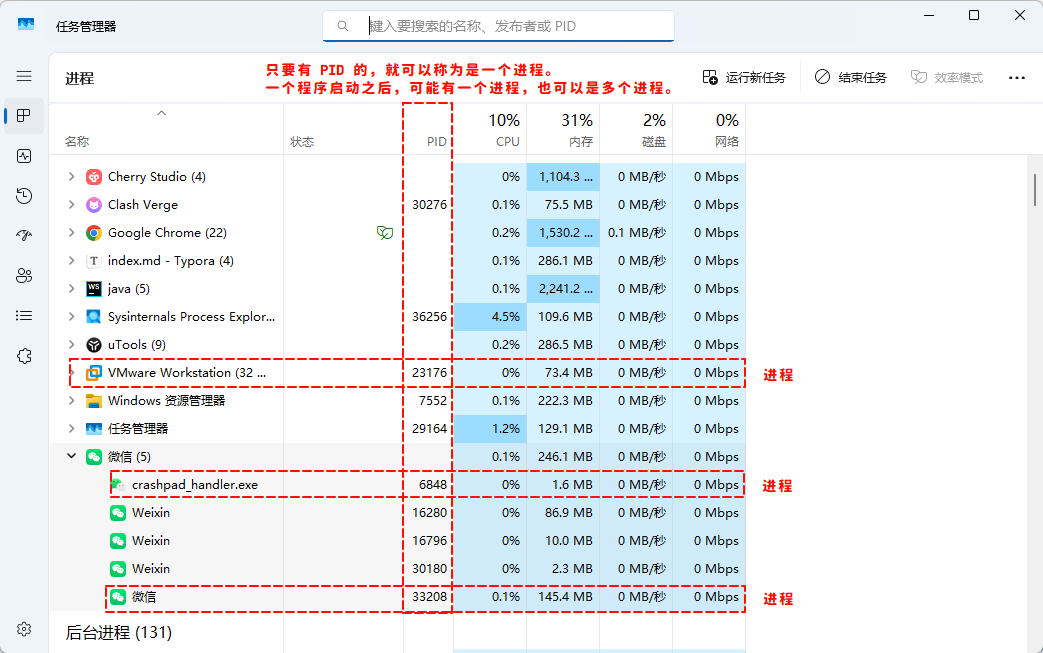 任务管理器
键入要搜索的名称、发布者或 PID
进程
只要有 PID 的，就可以称为是一个进程。
一个程序启动之后，可能有一个进程，也可以是多个进程。
运行新任务
结束任务
效率模式
10% 31% 2% 0%
名称 状态 PID CPU 内存 磁盘 网络
Cherry Studio (4) 0% 1,104.3 ... 0 MB/秒 0 Mbps
Clash Verge 30276 0.1% 75.5 MB 0 MB/秒 0 Mbps
Google Chrome (22) 0.2% 1,530.2 ... 0.1 MB/秒 0 Mbps
T index.md - Typora (4) 0.1% 286.1 MB 0 MB/秒 0 Mbps
WS java (5) 0.1% 2,241.2 ... 0 MB/秒 0 Mbps
Sysinternals Process Explor... 36256 4.5% 109.6 MB 0 MB/秒 0 Mbps
uTools (9) 0.2% 286.5 MB 0 MB/秒 0 Mbps
VMware Workstation (32 ... 23176 0% 73.4 MB 0 MB/秒 0 Mbps 进程
Windows 资源管理器 7552 0.1% 222.3 MB 0 MB/秒 0 Mbps
任务管理器 29164 1.2% 129.1 MB 0 MB/秒 0 Mbps
微信 (5) 0.1% 246.1 MB 0 MB/秒 0 Mbps
crashpad_handler.exe 6848 0% 1.6 MB 0 MB/秒 0 Mbps 进程
Weixin 16280 0% 86.9 MB 0 MB/秒 0 Mbps
Weixin 16796 0% 10.0 MB 0 MB/秒 0 Mbps
Weixin 30180 0% 2.3 MB 0 MB/秒 0 Mbps
微信 33208 0.1% 145.4 MB 0 MB/秒 0 Mbps 进程
后台进程 (131)